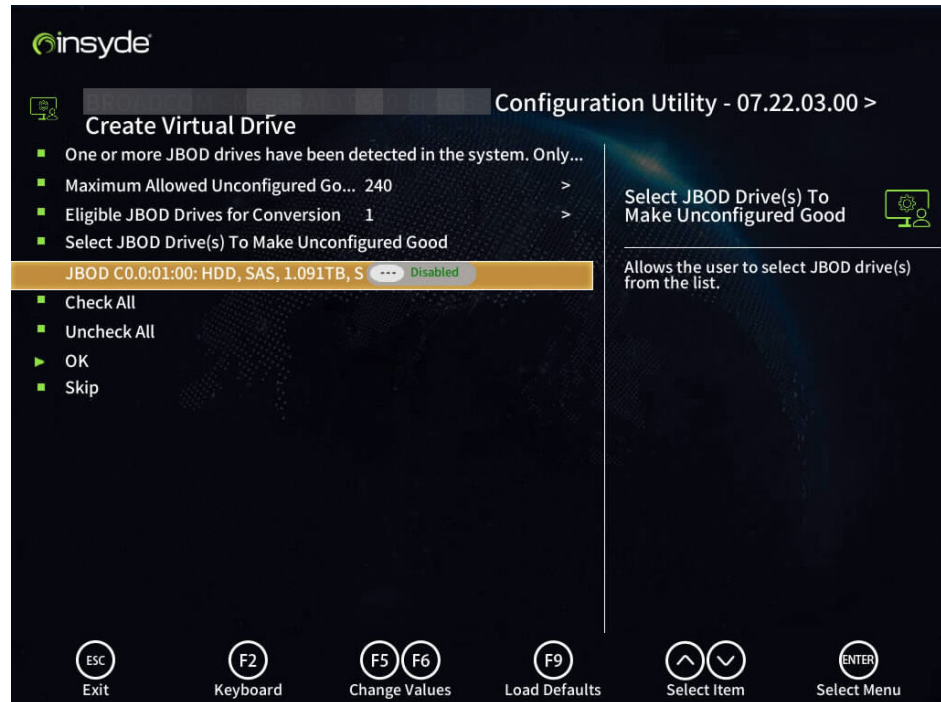 insyde
Configuration Utility - 07.22.03.00 >
Create Virtual Drive
One or more JBOD drives have been detected in the system. Only...
Maximum Allowed Unconfigured Go... 240 >
Eligible JBOD Drives for Conversion 1 >
Select JBOD Drive(s) To Make Unconfigured Good
JBOD C0.0:01:00: HDD, SAS, 1.091TB, S --- Disabled
Check All
Uncheck All
OK
Skip
Select JBOD Drive(s) To
Make Unconfigured Good
Allows the user to select JBOD drive(s)
from the list.
ESC F2 F5 F6 F9 ENTER
Exit Keyboard Change Values Load Defaults Select Item Select Menu